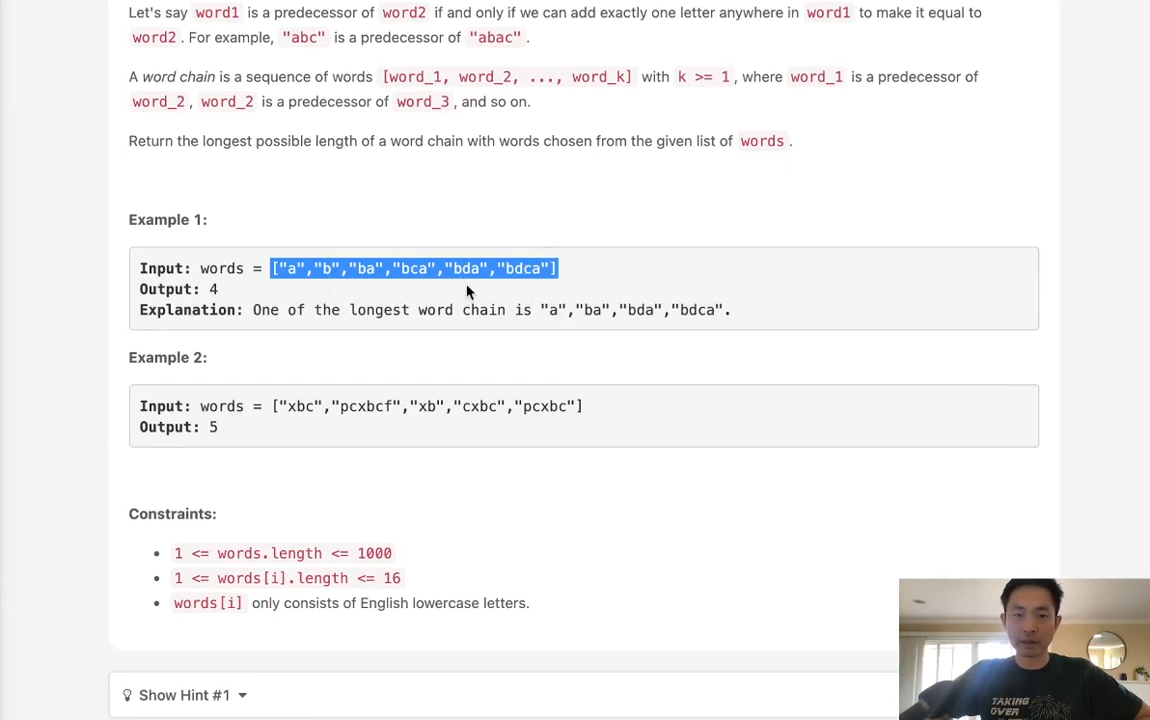 Let's say word1 is a predecessor of word2 if and only if we can add exactly one letter anywhere in word1 to make it equal to
word2. For example, "abc" is a predecessor of "abac".
A word chain is a sequence of words [word_1, word_2, ..., word_k] with k >= 1, where word_1 is a predecessor of
word_2, word_2 is a predecessor of word_3, and so on.
Return the longest possible length of a word chain with words chosen from the given list of words.
Example 1:
Input: words = ["a","b","ba","bca","bda","bdca"]
Output: 4
Explanation: One of the longest word chain is "a","ba","bda","bdca".
Example 2:
Input: words = ["xbc","pcxbcf","xb","cxbc","pcxbc"]
Output: 5
Constraints:
• 1 <= words.length <= 1000
• 1 <= words[i].length <= 16
• words[i] only consists of English lowercase letters.
Show Hint #1
TAKING
OVER